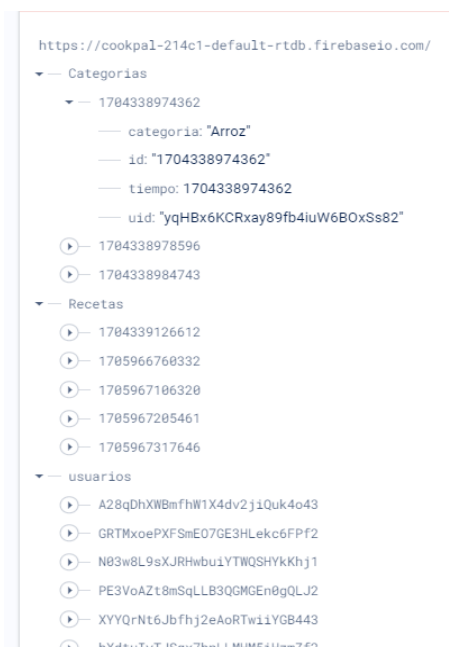 https://cookpal-214c1-default-rtdb.firebaseio.com/
Categorias
1704338974362
categoria: "Arroz"
id: "1704338974362"
tiempo: 1704338974362
uid: "yqHBx6KCRxay89fb4iuW6BOxSs82"
1704338978596
1704338984743
Recetas
1704339126612
1705966760332
1705967106320
1705967205461
1705967317646
usuarios
A28qDhXWBmfhW1X4dv2jiQuk4o43
GRTMxoePXFSmEO7GE3HLekc6FPf2
N03w8L9sXJRHwbuiYTWQSHYkKhj1
PE3VoAZt8mSqLLB3QGMGEn0gQLJ2
XYYQrNt6Jbfhj2eAoRTwiiYGB443